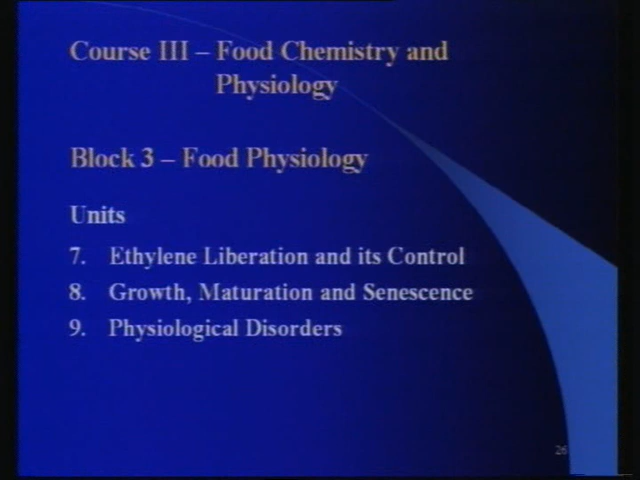 Course III – Food Chemistry and
Physiology
Block 3 – Food Physiology
Units
7. Ethylene Liberation and its Control
8. Growth, Maturation and Senescence
9. Physiological Disorders
26